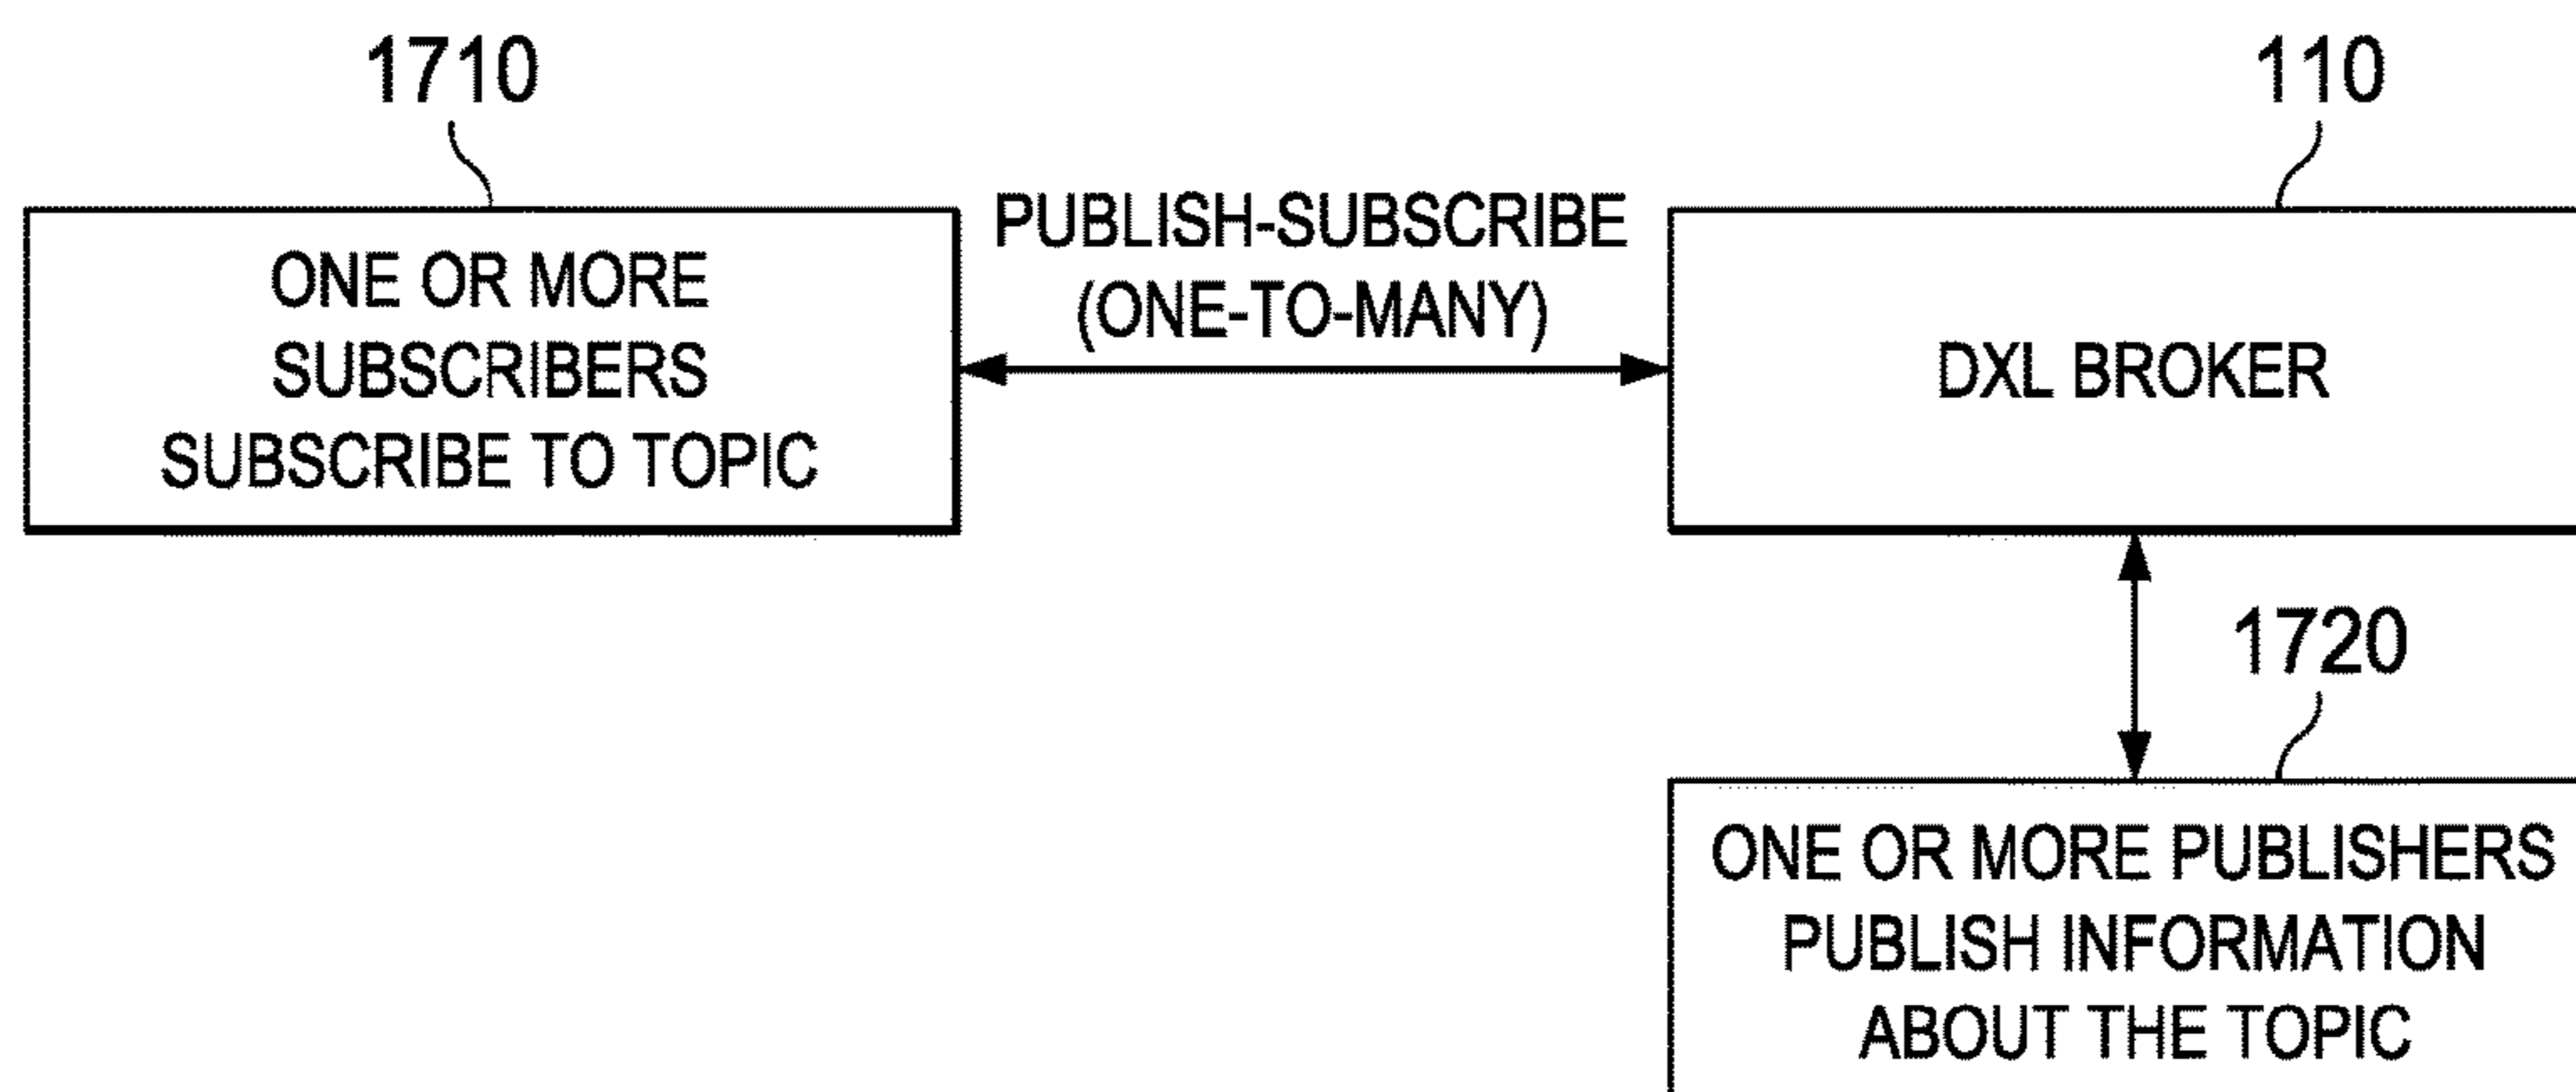 1710
110
ONE OR MORE
SUBSCRIBERS
SUBSCRIBE TO TOPIC
PUBLISH-SUBSCRIBE
(ONE-TO-MANY)
DXL BROKER
1720
ONE OR MORE PUBLISHERS
PUBLISH INFORMATION
ABOUT THE TOPIC